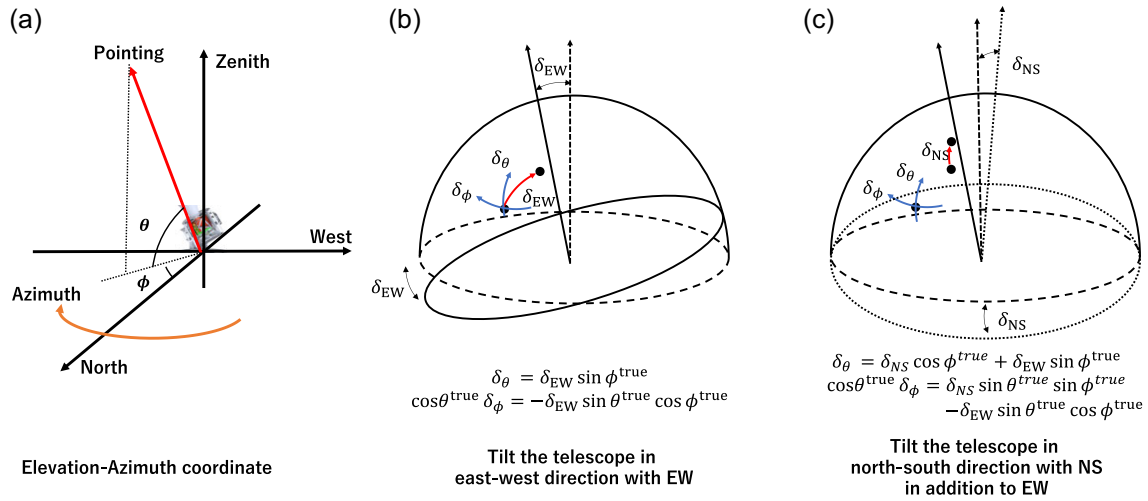 (a)
Pointing
Zenith
θ
West
ϕ
Azimuth
North
Elevation-Azimuth coordinate
(b)
δ_EW
δ_θ
δ_ϕ
δ_EW
δ_EW
δ_θ = δ_EW sin ϕ^true
cosθ^true δ_ϕ = −δ_EW sin θ^true cos ϕ^true
Tilt the telescope in
east-west direction with EW
(c)
δ_NS
δ_NS
δ_θ
δ_ϕ
δ_NS
δ_θ = δ_NS cos ϕ^true + δ_EW sin ϕ^true
cosθ^true δ_ϕ = δ_NS sin θ^true sin ϕ^true
−δ_EW sin θ^true cos ϕ^true
Tilt the telescope in
north-south direction with NS
in addition to EW